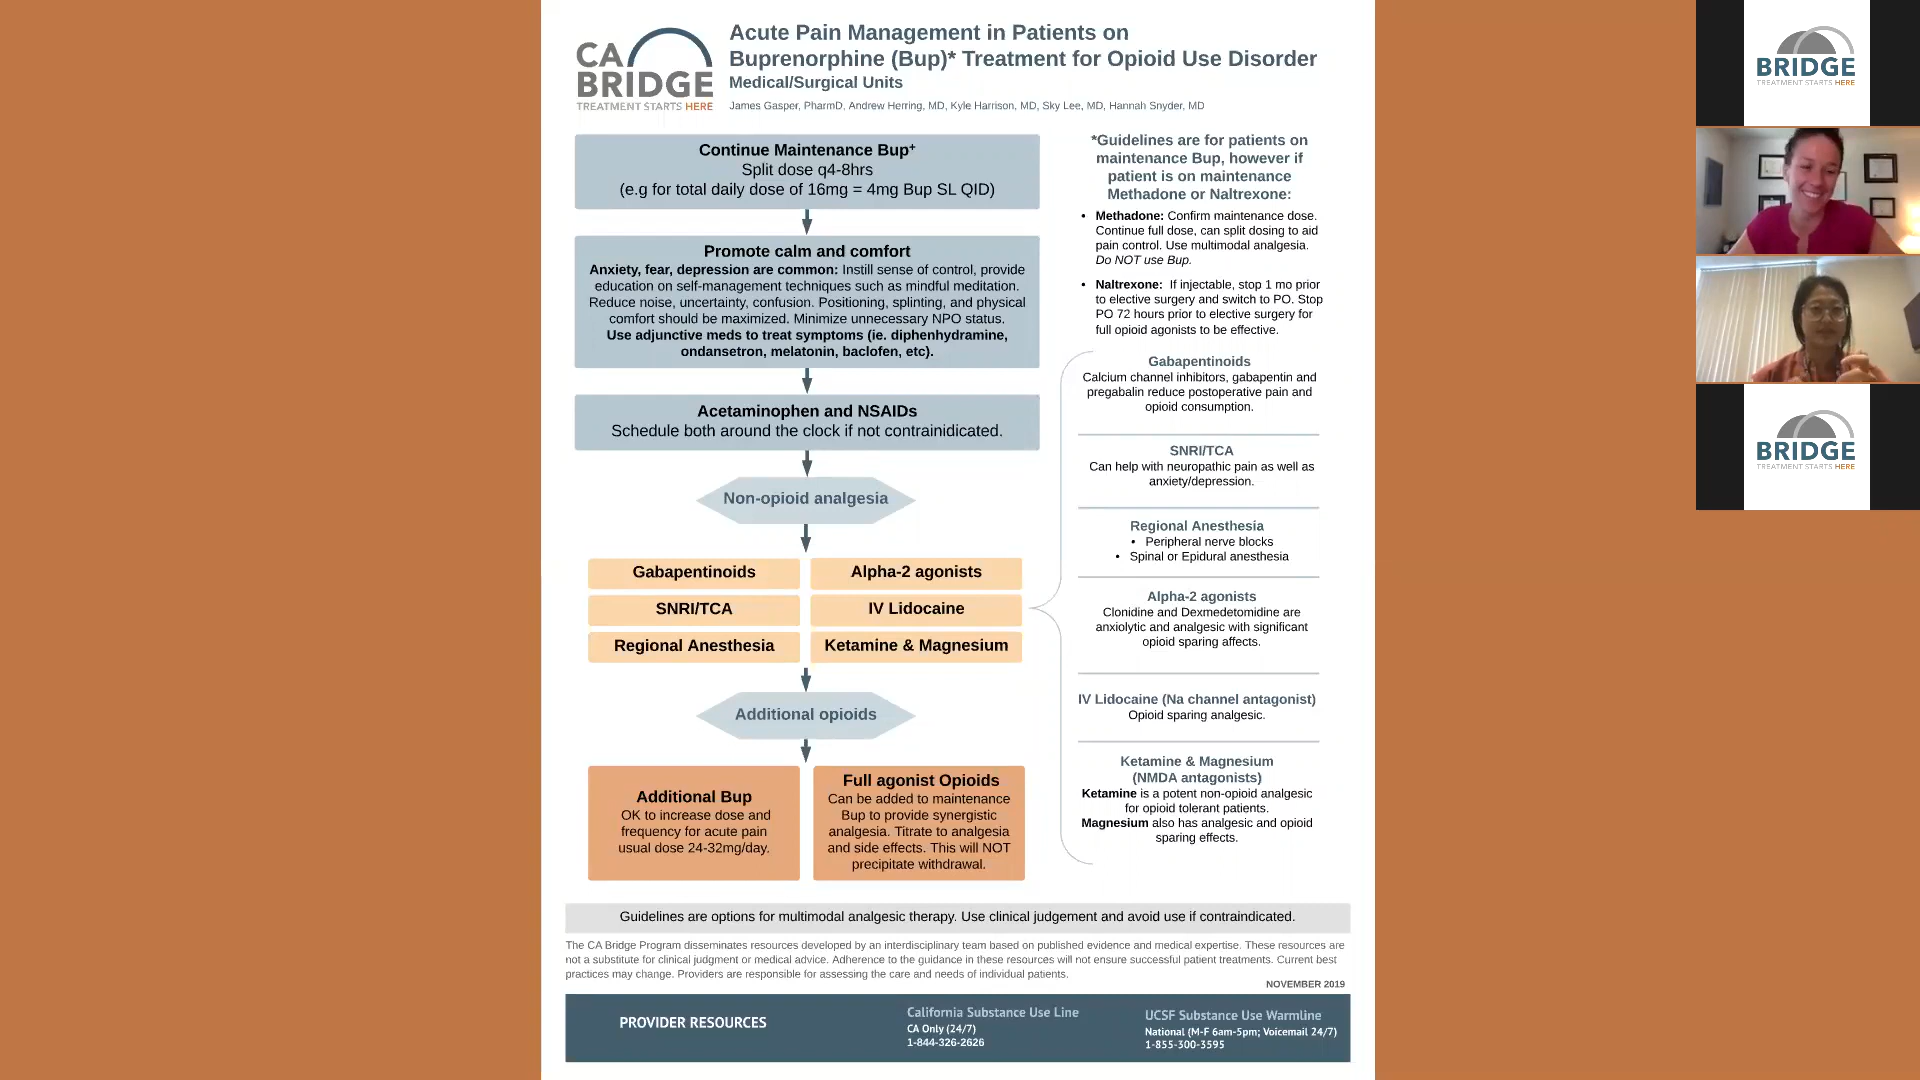 CA
BRIDGE
TREATMENT STARTS HERE
Acute Pain Management in Patients on
Buprenorphine (Bup)* Treatment for Opioid Use Disorder
Medical/Surgical Units
James Gasper, PharmD, Andrew Herring, MD, Kyle Harrison, MD, Sky Lee, MD, Hannah Snyder, MD
Continue Maintenance Bup+
Split dose q4-8hrs
(e.g for total daily dose of 16mg = 4mg Bup SL QID)
Promote calm and comfort
Anxiety, fear, depression are common: Instill sense of control, provide
education on self-management techniques such as mindful meditation.
Reduce noise, uncertainty, confusion. Positioning, splinting, and physical
comfort should be maximized. Minimize unnecessary NPO status.
Use adjunctive meds to treat symptoms (ie. diphenhydramine,
ondansetron, melatonin, baclofen, etc).
Acetaminophen and NSAIDs
Schedule both around the clock if not contrainidicated.
Non-opioid analgesia
Gabapentinoids
Alpha-2 agonists
SNRI/TCA
IV Lidocaine
Regional Anesthesia
Ketamine & Magnesium
Additional opioids
Additional Bup
OK to increase dose and
frequency for acute pain
usual dose 24-32mg/day.
Full agonist Opioids
Can be added to maintenance
Bup to provide synergistic
analgesia. Titrate to analgesia
and side effects. This will NOT
precipitate withdrawal.
*Guidelines are for patients on
maintenance Bup, however if
patient is on maintenance
Methadone or Naltrexone:
• Methadone: Confirm maintenance dose.
Continue full dose, can split dosing to aid
pain control. Use multimodal analgesia.
Do NOT use Bup.
• Naltrexone: If injectable, stop 1 mo prior
to elective surgery and switch to PO. Stop
PO 72 hours prior to elective surgery for
full opioid agonists to be effective.
Gabapentinoids
Calcium channel inhibitors, gabapentin and
pregabalin reduce postoperative pain and
opioid consumption.
SNRI/TCA
Can help with neuropathic pain as well as
anxiety/depression.
Regional Anesthesia
• Peripheral nerve blocks
• Spinal or Epidural anesthesia
Alpha-2 agonists
Clonidine and Dexmedetomidine are
anxiolytic and analgesic with significant
opioid sparing affects.
IV Lidocaine (Na channel antagonist)
Opioid sparing analgesic.
Ketamine & Magnesium
(NMDA antagonists)
Ketamine is a potent non-opioid analgesic
for opioid tolerant patients.
Magnesium also has analgesic and opioid
sparing effects.
Guidelines are options for multimodal analgesic therapy. Use clinical judgement and avoid use if contraindicated.
The CA Bridge Program disseminates resources developed by an interdisciplinary team based on published evidence and medical expertise. These resources are
not a substitute for clinical judgment or medical advice. Adherence to the guidance in these resources will not ensure successful patient treatments. Current best
practices may change. Providers are responsible for assessing the care and needs of individual patients.
NOVEMBER 2019
PROVIDER RESOURCES
California Substance Use Line
CA Only (24/7)
1-844-326-2626
UCSF Substance Use Warmline
National (M-F 6am-5pm; Voicemail 24/7)
1-855-300-3595
BRIDGE
TREATMENT STARTS HERE
BRIDGE
TREATMENT STARTS HERE